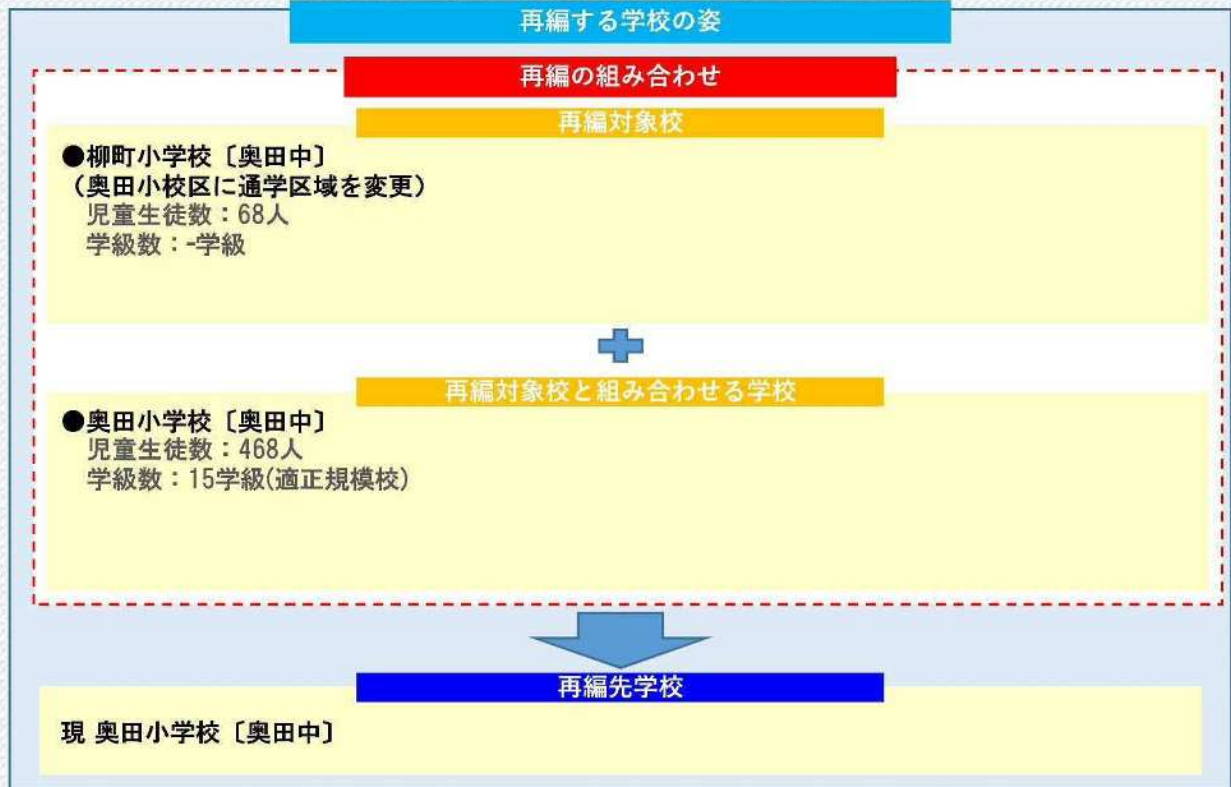 再編する学校の姿
再編の組み合わせ
再編対象校
●柳町小学校〔奥田中〕
（奥田小校区に通学区域を変更）
児童生徒数：68人
学級数：-学級
再編対象校と組み合わせる学校
●奥田小学校〔奥田中〕
児童生徒数：468人
学級数：15学級(適正規模校)
再編先学校
現 奥田小学校〔奥田中〕